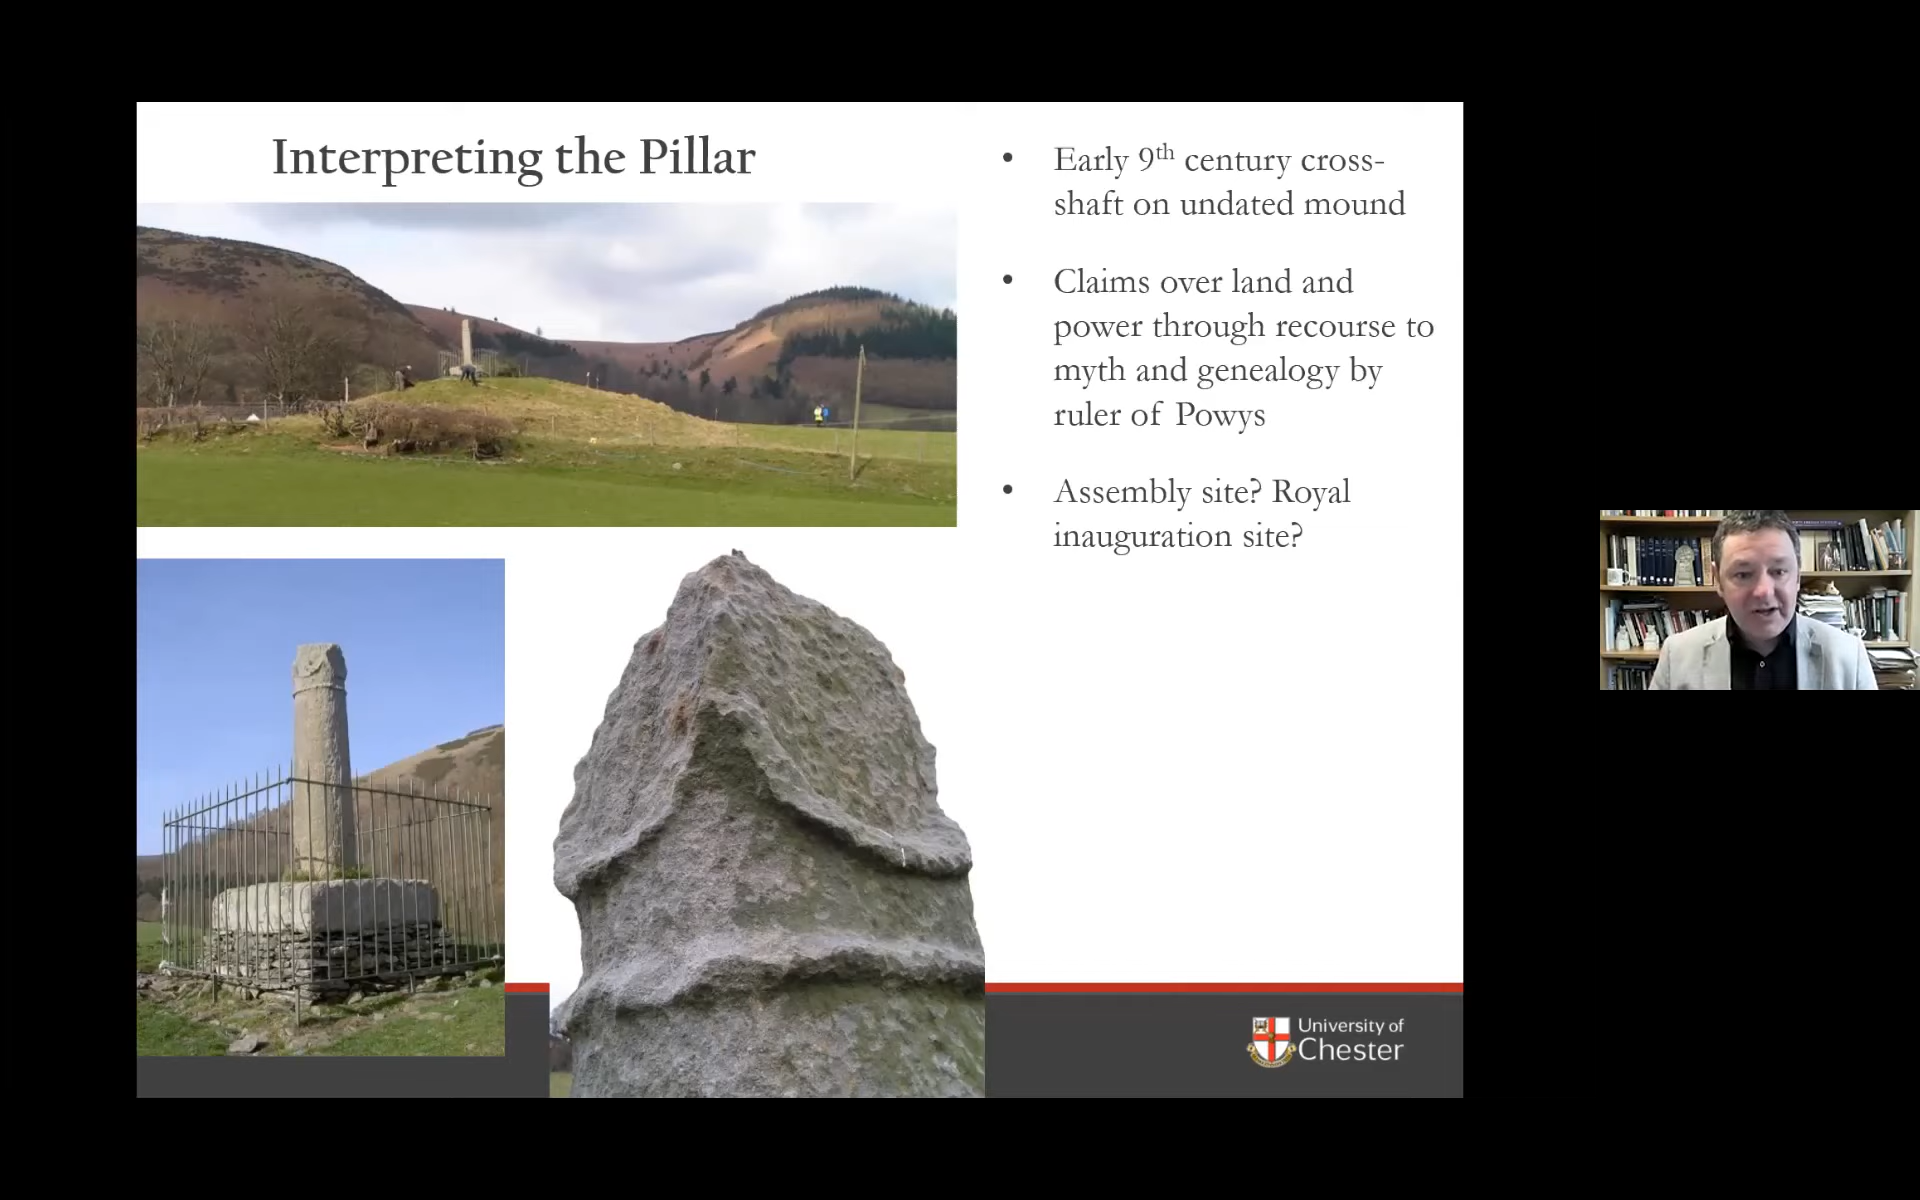 Interpreting the Pillar
• Early 9th century cross-
shaft on undated mound
• Claims over land and
power through recourse to
myth and genealogy by
ruler of Powys
• Assembly site? Royal
inauguration site?
University of
Chester